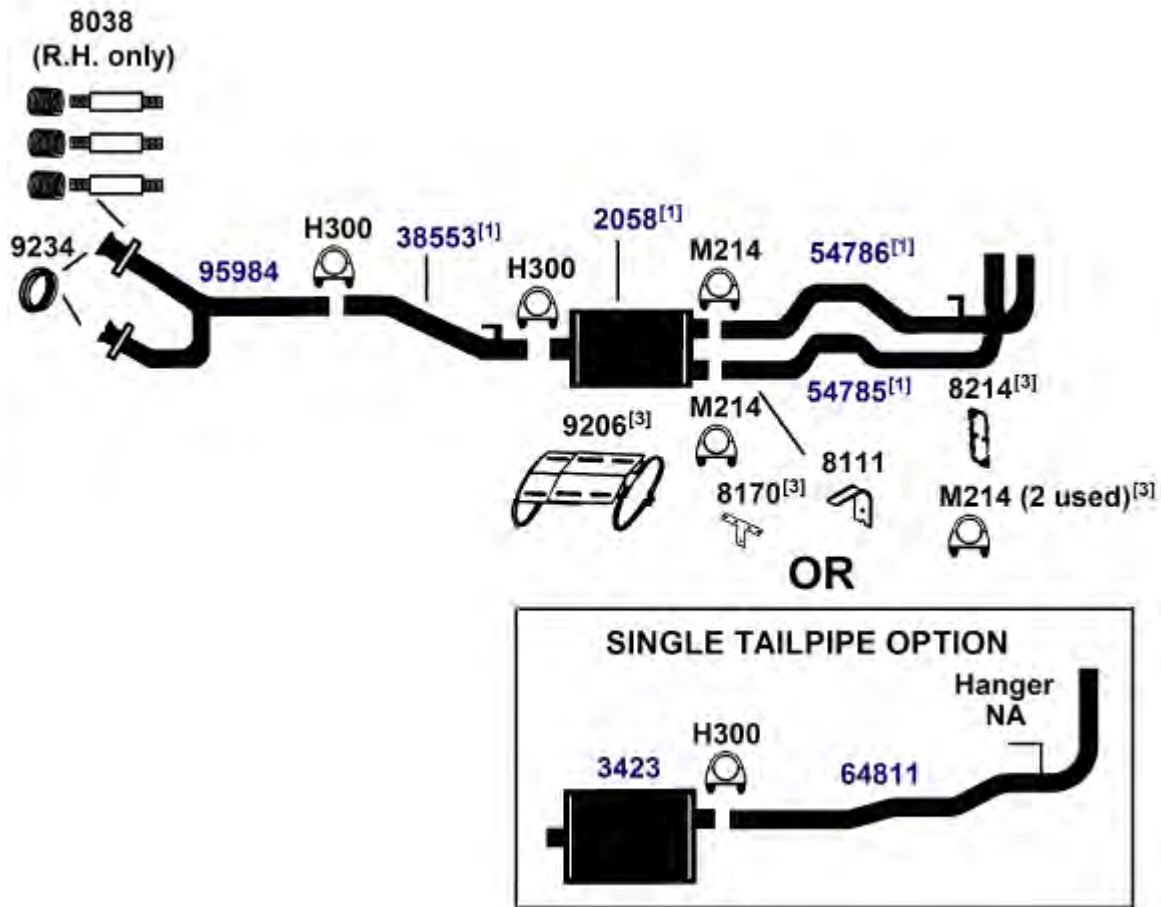 8038
(R.H. only)
9234
95984
H300
38553[1]
H300
2058[1]
M214
54786[1]
54785[1]
M214
9206[3]
8170[3]
8111
8214[3]
M214 (2 used)[3]
OR
SINGLE TAILPIPE OPTION
Hanger
NA
H300
3423
64811